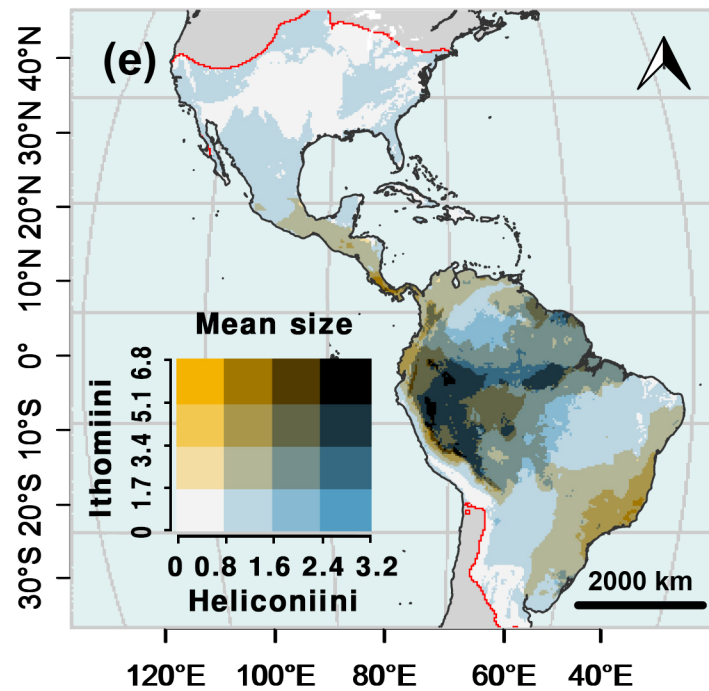 (e)
40°N
30°N
20°N
10°N
0°
10°S
20°S
30°S
Mean size
Ithomiini
6.8
5.1
3.4
1.7
0
0 0.8 1.6 2.4 3.2
Heliconiini
2000 km
120°E 100°E 80°E 60°E 40°E